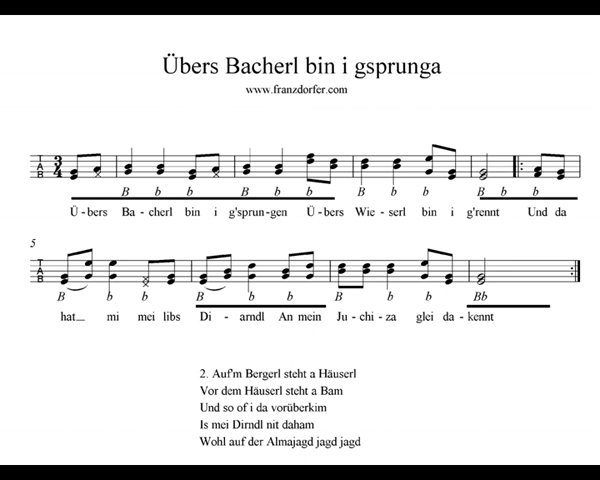 Übers Bacherl bin i gsprunga
www.franzdorfer.com
T A B 3 4
B b b B b b B b b B b b
Ü-bers Ba-cherl bin i g'sprun-gen Ü-bers Wie-serl bin i g'rennt Und da
5
B b b B b b B b b Bb
hat_ mi mei libs Di-arndl An mein Ju-chi-za glei da-kennt
2. Auf'm Bergerl steht a Häuserl
Vor dem Häuserl steht a Bam
Und so of i da vorüberkim
Is mei Dirndl nit daham
Wohl auf der Almajagd jagd jagd